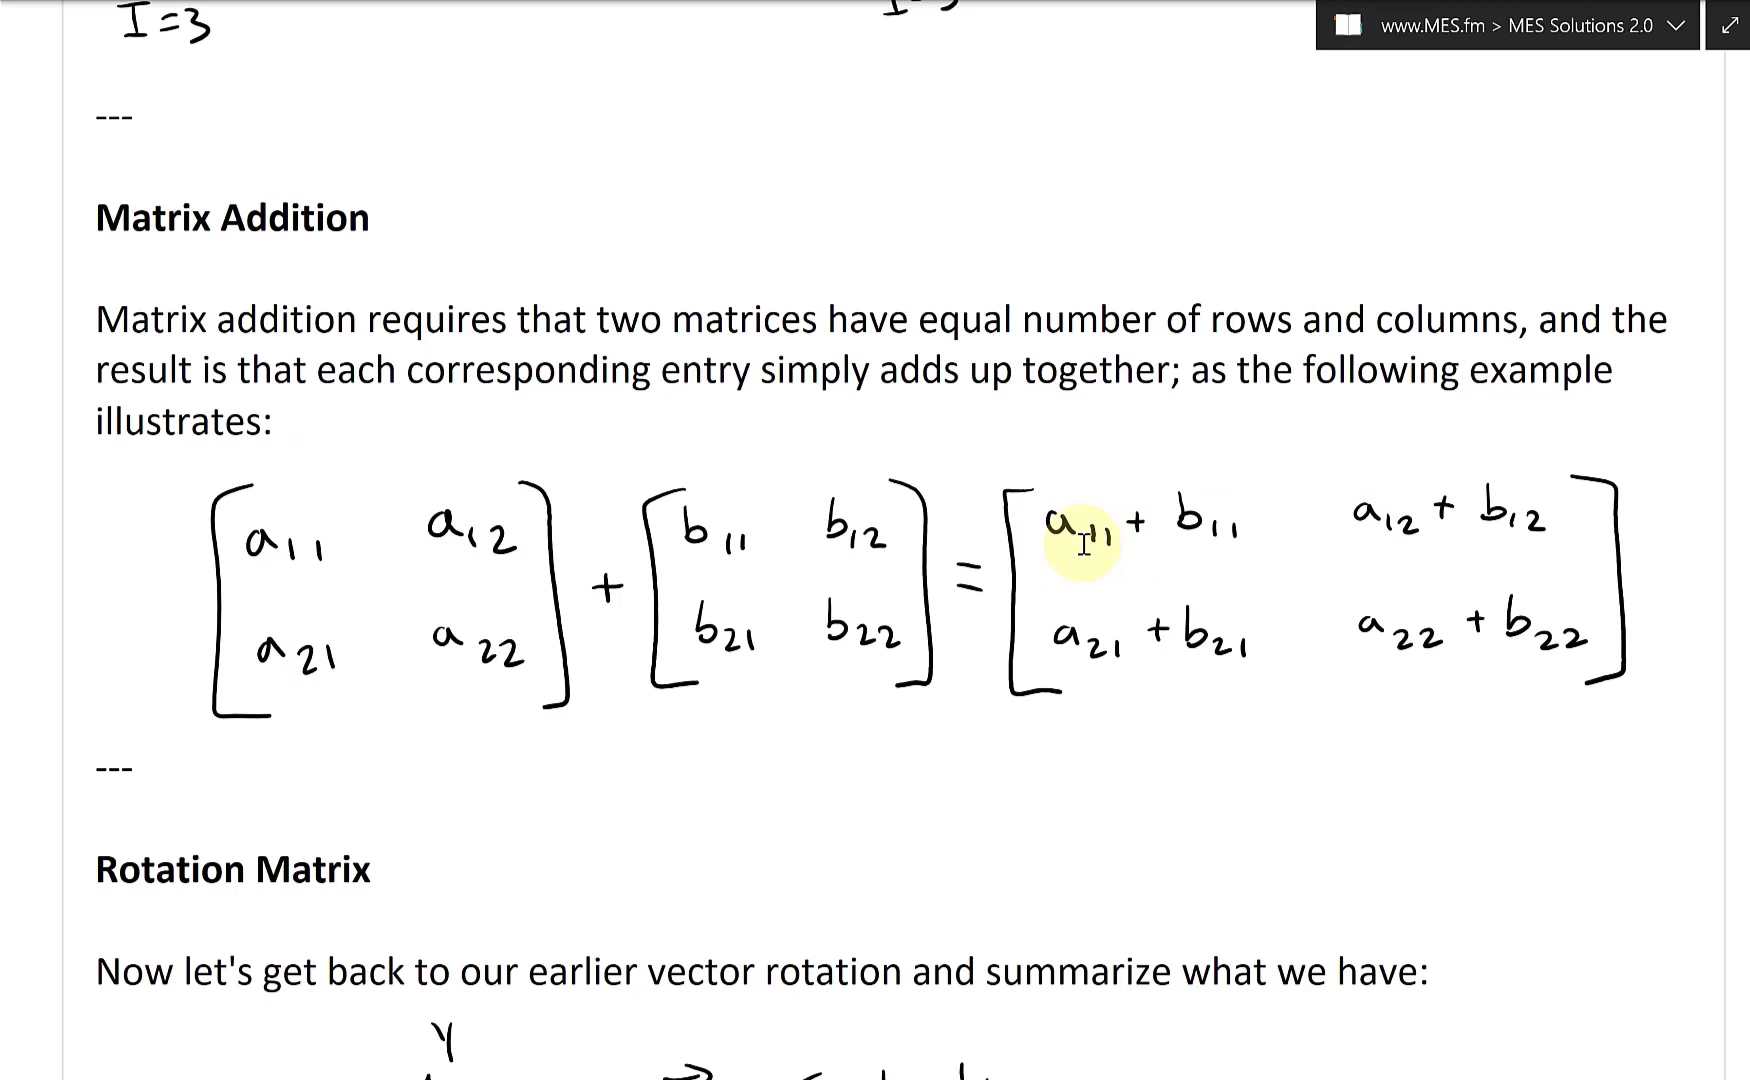 I=3
www.MES.fm > MES Solutions 2.0
---
Matrix Addition
Matrix addition requires that two matrices have equal number of rows and columns, and the
result is that each corresponding entry simply adds up together; as the following example
illustrates:
[a11 a12 + [b11 b12 = [a11 + b11 a12 + b12
a21 a22] b21 b22] a21 + b21 a22 + b22]
---
Rotation Matrix
Now let's get back to our earlier vector rotation and summarize what we have:
Y